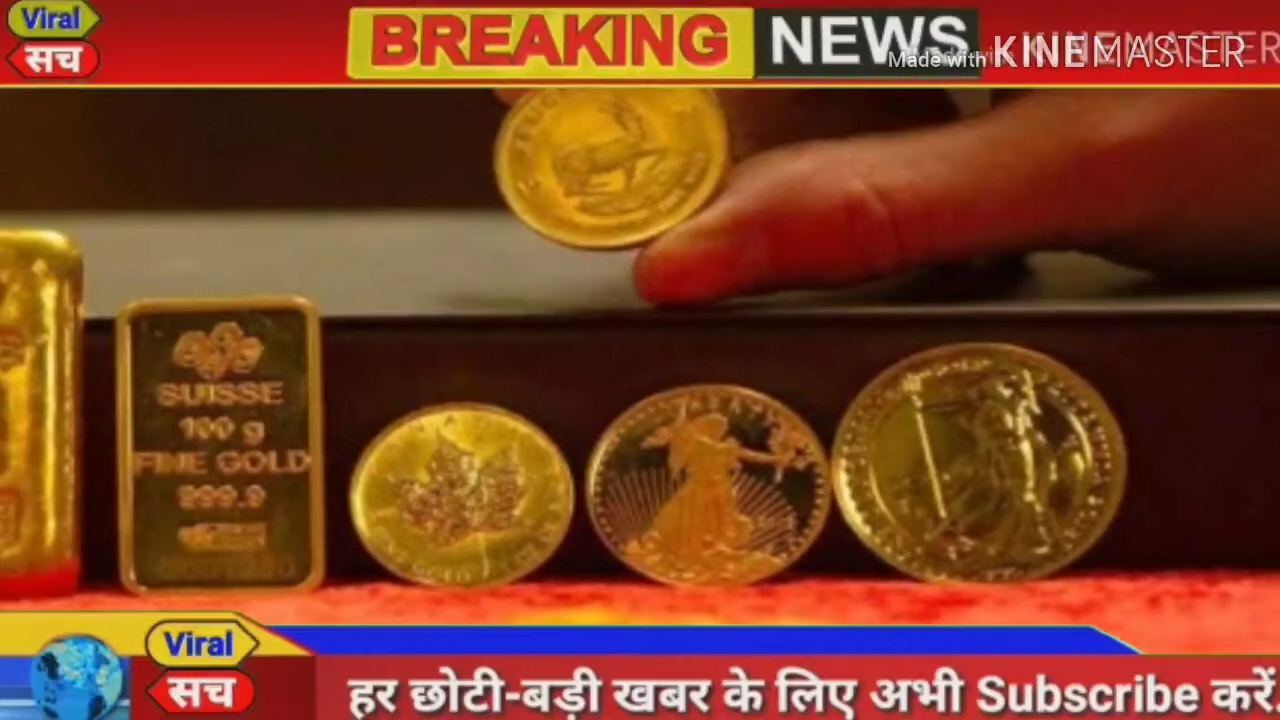 Viral
सच
BREAKING NEWS
Made with KINEMASTER
SUISSE
100 g
FINE GOLD
999.9
Viral
सच
हर छोटी-बड़ी खबर के लिए अभी Subscribe करें.